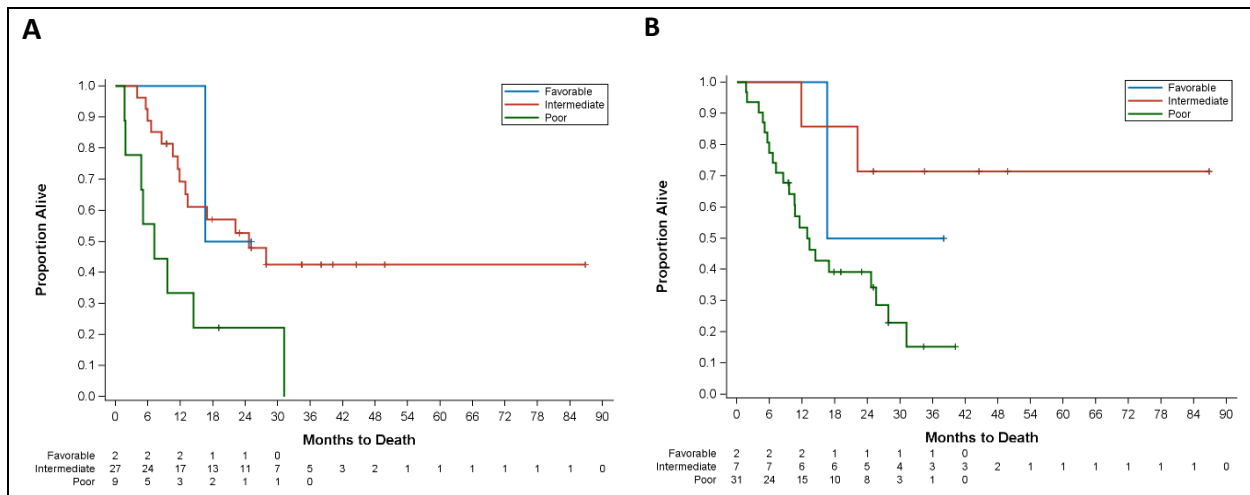 A
Favorable
Intermediate
Poor
1.0
0.9
0.8
0.7
0.6
0.5
0.4
0.3
0.2
0.1
0.0
Proportion Alive
0 6 12 18 24 30 36 42 48 54 60 66 72 78 84 90
Months to Death
Favorable 2 2 2 1 1 0
Intermediate 27 24 17 13 11 7 5 3 2 1 1 1 1 1 1 0
Poor 9 5 3 2 1 1 0
B
Favorable
Intermediate
Poor
1.0
0.9
0.8
0.7
0.6
0.5
0.4
0.3
0.2
0.1
0.0
Proportion Alive
0 6 12 18 24 30 36 42 48 54 60 66 72 78 84 90
Months to Death
Favorable 2 2 2 1 1 1 1 0
Intermediate 7 7 6 6 5 4 3 3 2 1 1 1 1 1 1 0
Poor 31 24 15 10 8 3 1 0